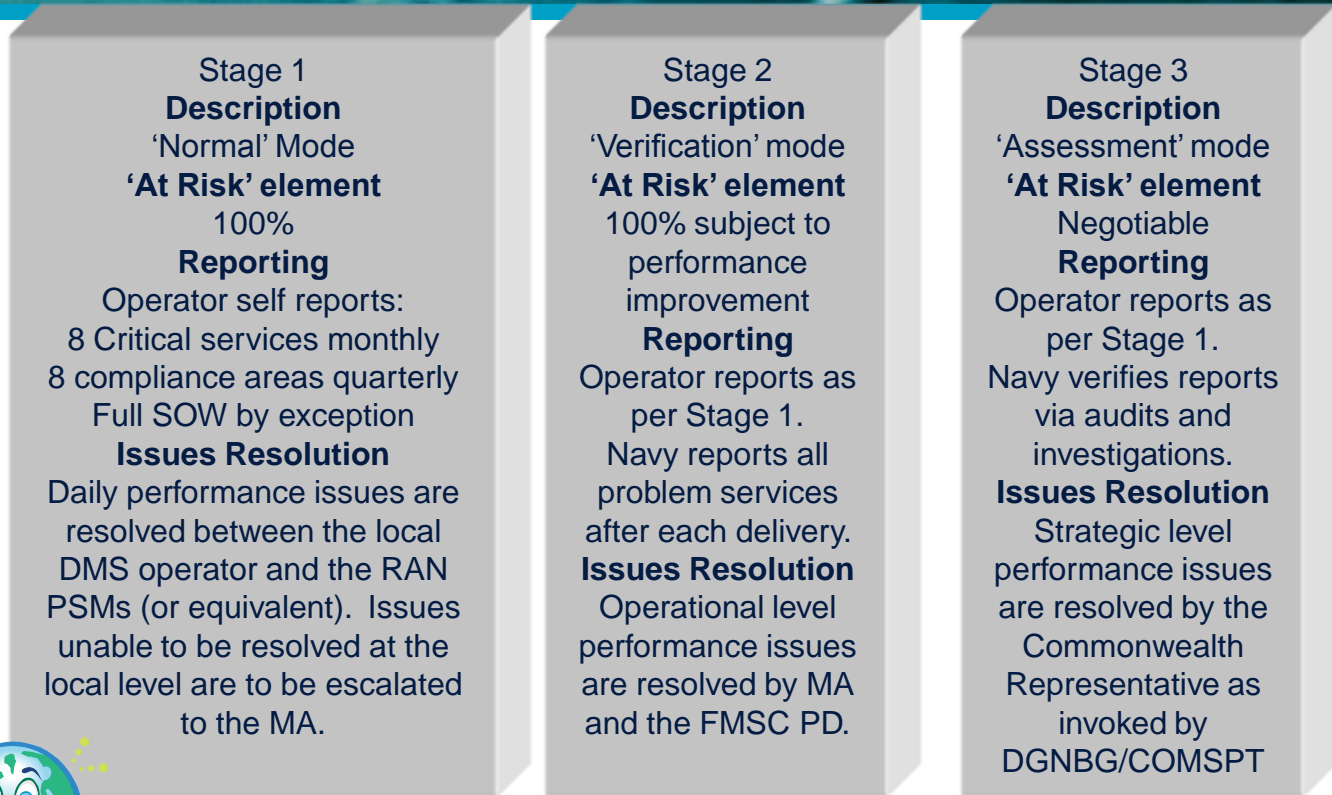 Stage 1
Description
‘Normal’ Mode
‘At Risk’ element
100%
Reporting
Operator self reports:
8 Critical services monthly
8 compliance areas quarterly
Full SOW by exception
Issues Resolution
Daily performance issues are
resolved between the local
DMS operator and the RAN
PSMs (or equivalent).  Issues
unable to be resolved at the
local level are to be escalated
to the MA.
Stage 2
Description
‘Verification’ mode
‘At Risk’ element
100% subject to
performance
improvement
Reporting
Operator reports as
per Stage 1.
Navy reports all
problem services
after each delivery.
Issues Resolution
Operational level
performance issues
are resolved by MA
and the FMSC PD.
Stage 3
Description
‘Assessment’ mode
‘At Risk’ element
Negotiable
Reporting
Operator reports as
per Stage 1.
Navy verifies reports
via audits and
investigations.
Issues Resolution
Strategic level
performance issues
are resolved by the
Commonwealth
Representative as
invoked by
DGNBG/COMSPT